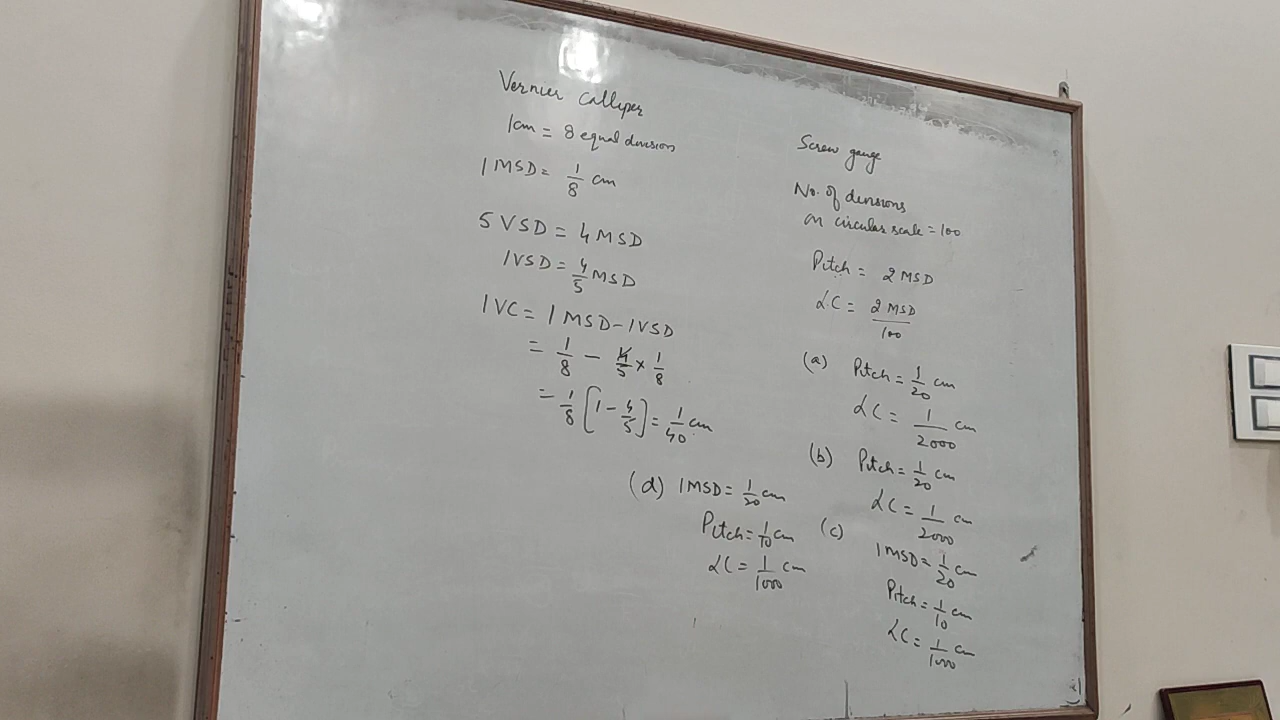 Vernier calliper
1cm = 8 equal divisions
1 MSD = 1/8 cm
5 VSD = 4 MSD
1VSD = 4/5 MSD
1 VC = 1 MSD - 1VSD
= 1/8 - 4/5 × 1/8
= 1/8 [1 - 4/5] = 1/40 cm
(d) 1 MSD = 1/20 cm
Pitch = 1/10 cm
LC = 1/1000 cm
Screw gauge
No. of divisions
on circular scale = 100
Pitch = 2 MSD
LC = 2 MSD/100
(a) Pitch = 1/20 cm
LC = 1/2000 cm
(b) Pitch = 1/20 cm
LC = 1/2000 cm
(c)
1 MSD = 1/20 cm
Pitch = 1/10 cm
LC = 1/1000 cm